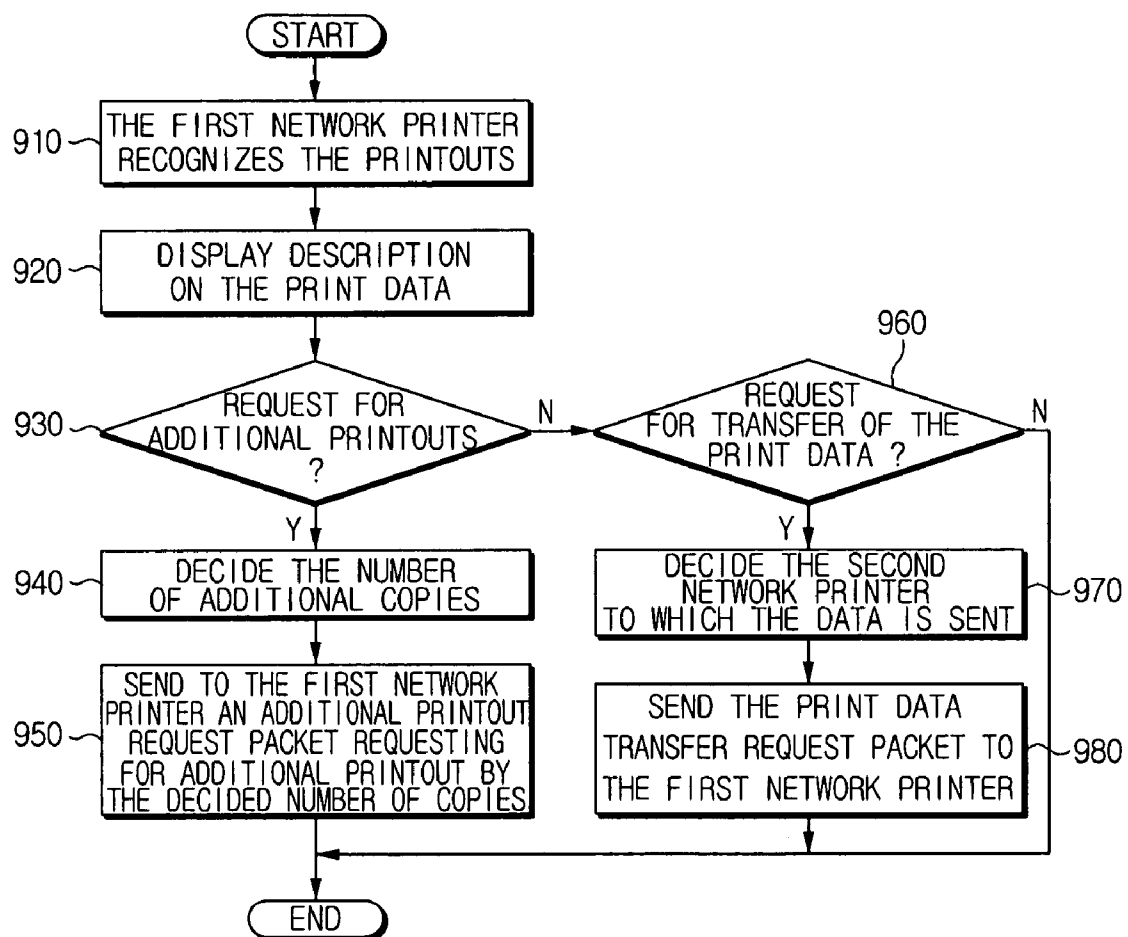 START
910
THE FIRST NETWORK PRINTER
RECOGNIZES THE PRINTOUTS
920
DISPLAY DESCRIPTION
ON THE PRINT DATA
930
REQUEST FOR
ADDITIONAL PRINTOUTS
?
N
Y
960
REQUEST
FOR TRANSFER OF THE
PRINT DATA ?
N
Y
940
DECIDE THE NUMBER
OF ADDITIONAL COPIES
DECIDE THE SECOND
NETWORK PRINTER
TO WHICH THE DATA IS SENT
970
950
SEND TO THE FIRST NETWORK
PRINTER AN ADDITIONAL PRINTOUT
REQUEST PACKET REQUESTING
FOR ADDITIONAL PRINTOUT BY
THE DECIDED NUMBER OF COPIES
SEND THE PRINT DATA
TRANSFER REQUEST PACKET TO
THE FIRST NETWORK PRINTER
980
END